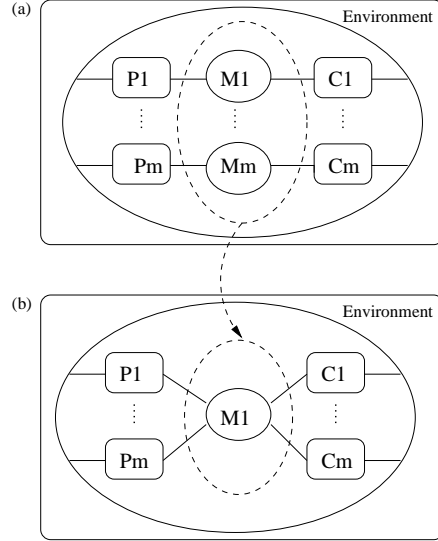 (a)
Environment
P1 M1 C1
Pm Mm Cm
(b)
Environment
P1 C1
M1
Pm Cm